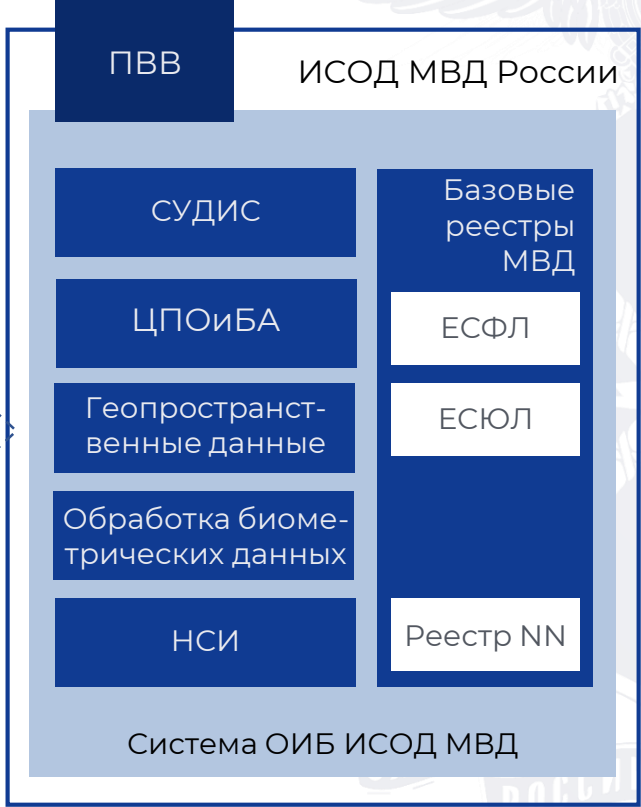 ПВВ
ИСОД МВД России
СУДИС
ЦПОиБА
Геопространст-
венные данные
Обработка биоме-
трических данных
НСИ
Базовые
реестры
МВД
ЕСФЛ
ЕСЮЛ
Реестр NN
Система ОИБ ИСОД МВД